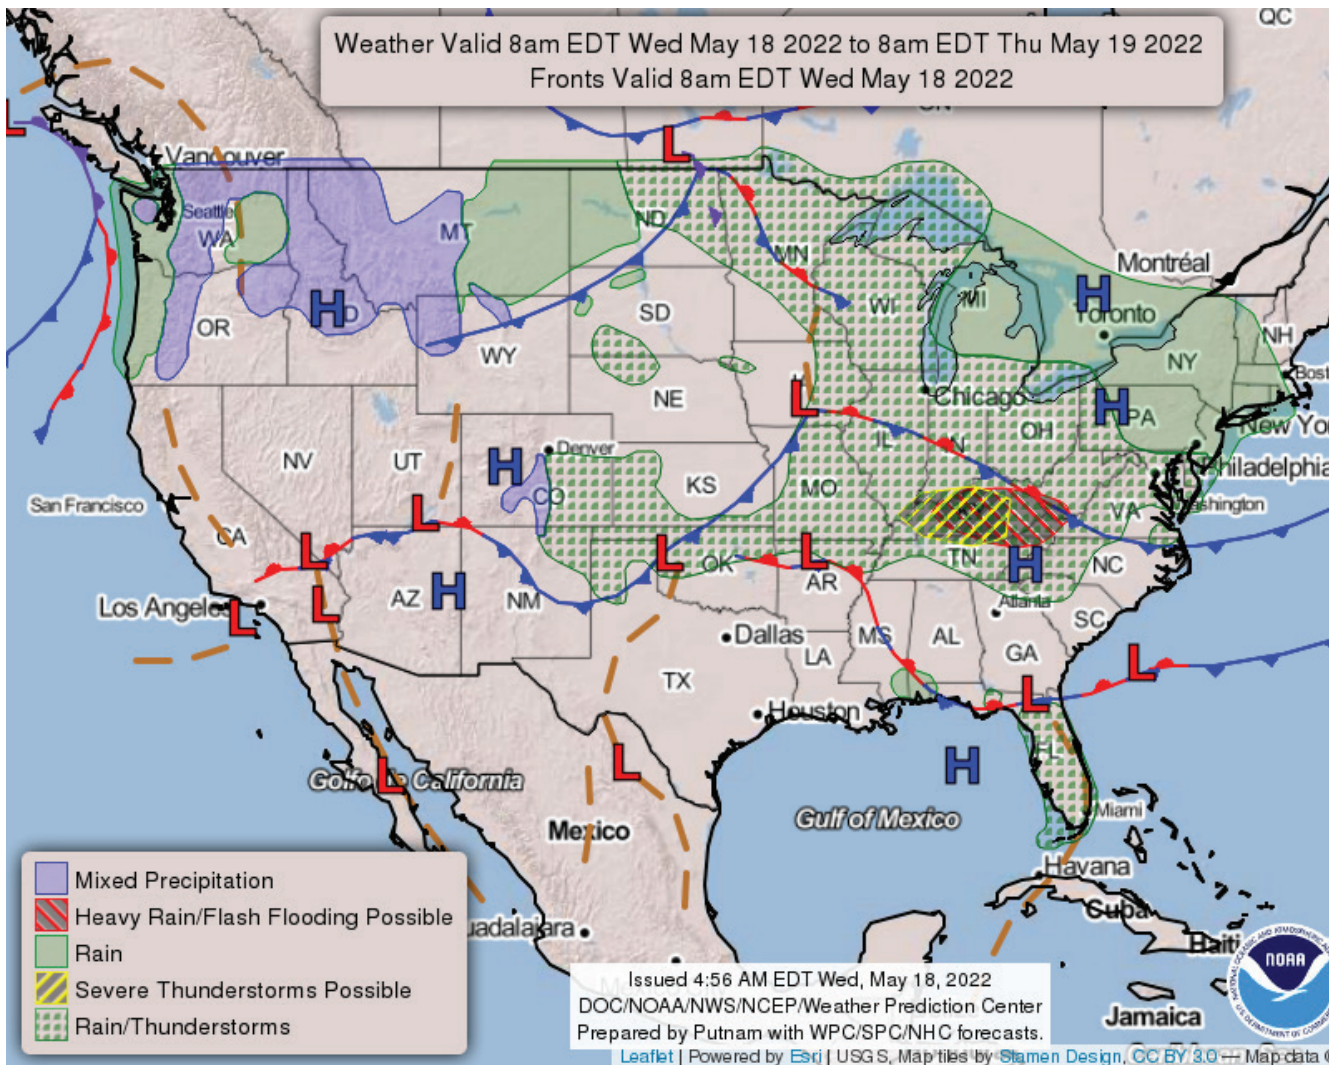 Weather Valid 8am EDT Wed May 18 2022 to 8am EDT Thu May 19 2022
Fronts Valid 8am EDT Wed May 18 2022
QC
ON
L
L
Vancouver
Seattle
WA
MT
ND
MN
Montréal
H
H
OR
ID
SD
WI
MI
Toronto
NH
WY
NY
Bost
L
H
NE
Chicago
PA
New Yor
NV
UT
Denver
IL
IN
OH
Philadelphia
H
CO
KS
MO
San Francisco
L
VA
Washington
CA
L
L
OK
L
TN
H
NC
AR
Los Angeles
L
L
AZ
H
NM
Atlanta
SC
Dallas
LA
MS
AL
GA
TX
L
L
Houston
FL
L
L
H
Golfo de California
Miami
Gulf of Mexico
Mexico
Havana
Cuba
Haiti
uadalajara
Jamaica
Mixed Precipitation
Heavy Rain/Flash Flooding Possible
Rain
Severe Thunderstorms Possible
Rain/Thunderstorms
NOAA
Issued 4:56 AM EDT Wed, May 18, 2022
DOC/NOAA/NWS/NCEP/Weather Prediction Center
Prepared by Putnam with WPC/SPC/NHC forecasts.
Leaflet | Powered by Esri | USGS, Map tiles by Stamen Design, CC BY 3.0 — Map data ©